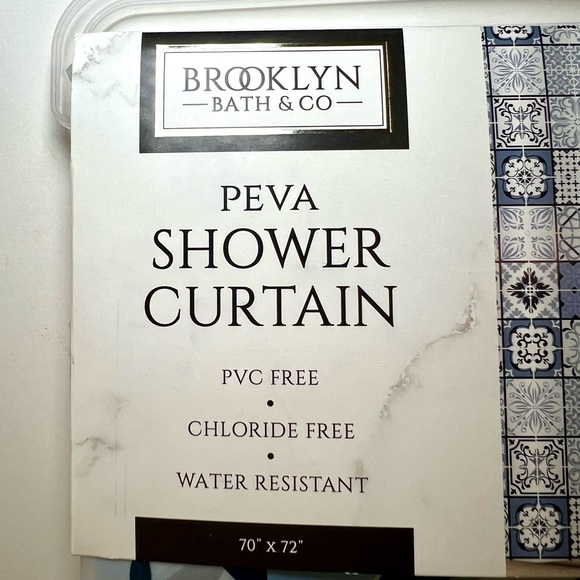 BROOKLYN
BATH & CO
PEVA
SHOWER
CURTAIN
PVC FREE
•
CHLORIDE FREE
•
WATER RESISTANT
70" X 72"